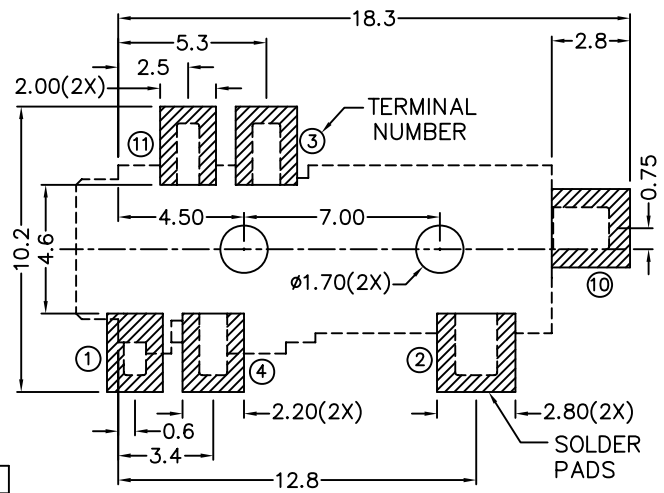 18.3
5.3
2.8
2.5
2.00(2X)
TERMINAL
NUMBER
11
3
0.75
4.50
7.00
10.2
4.6
ø1.70(2X)
10
1
4
2
2.20(2X)
2.80(2X)
0.6
SOLDER
PADS
3.4
12.8